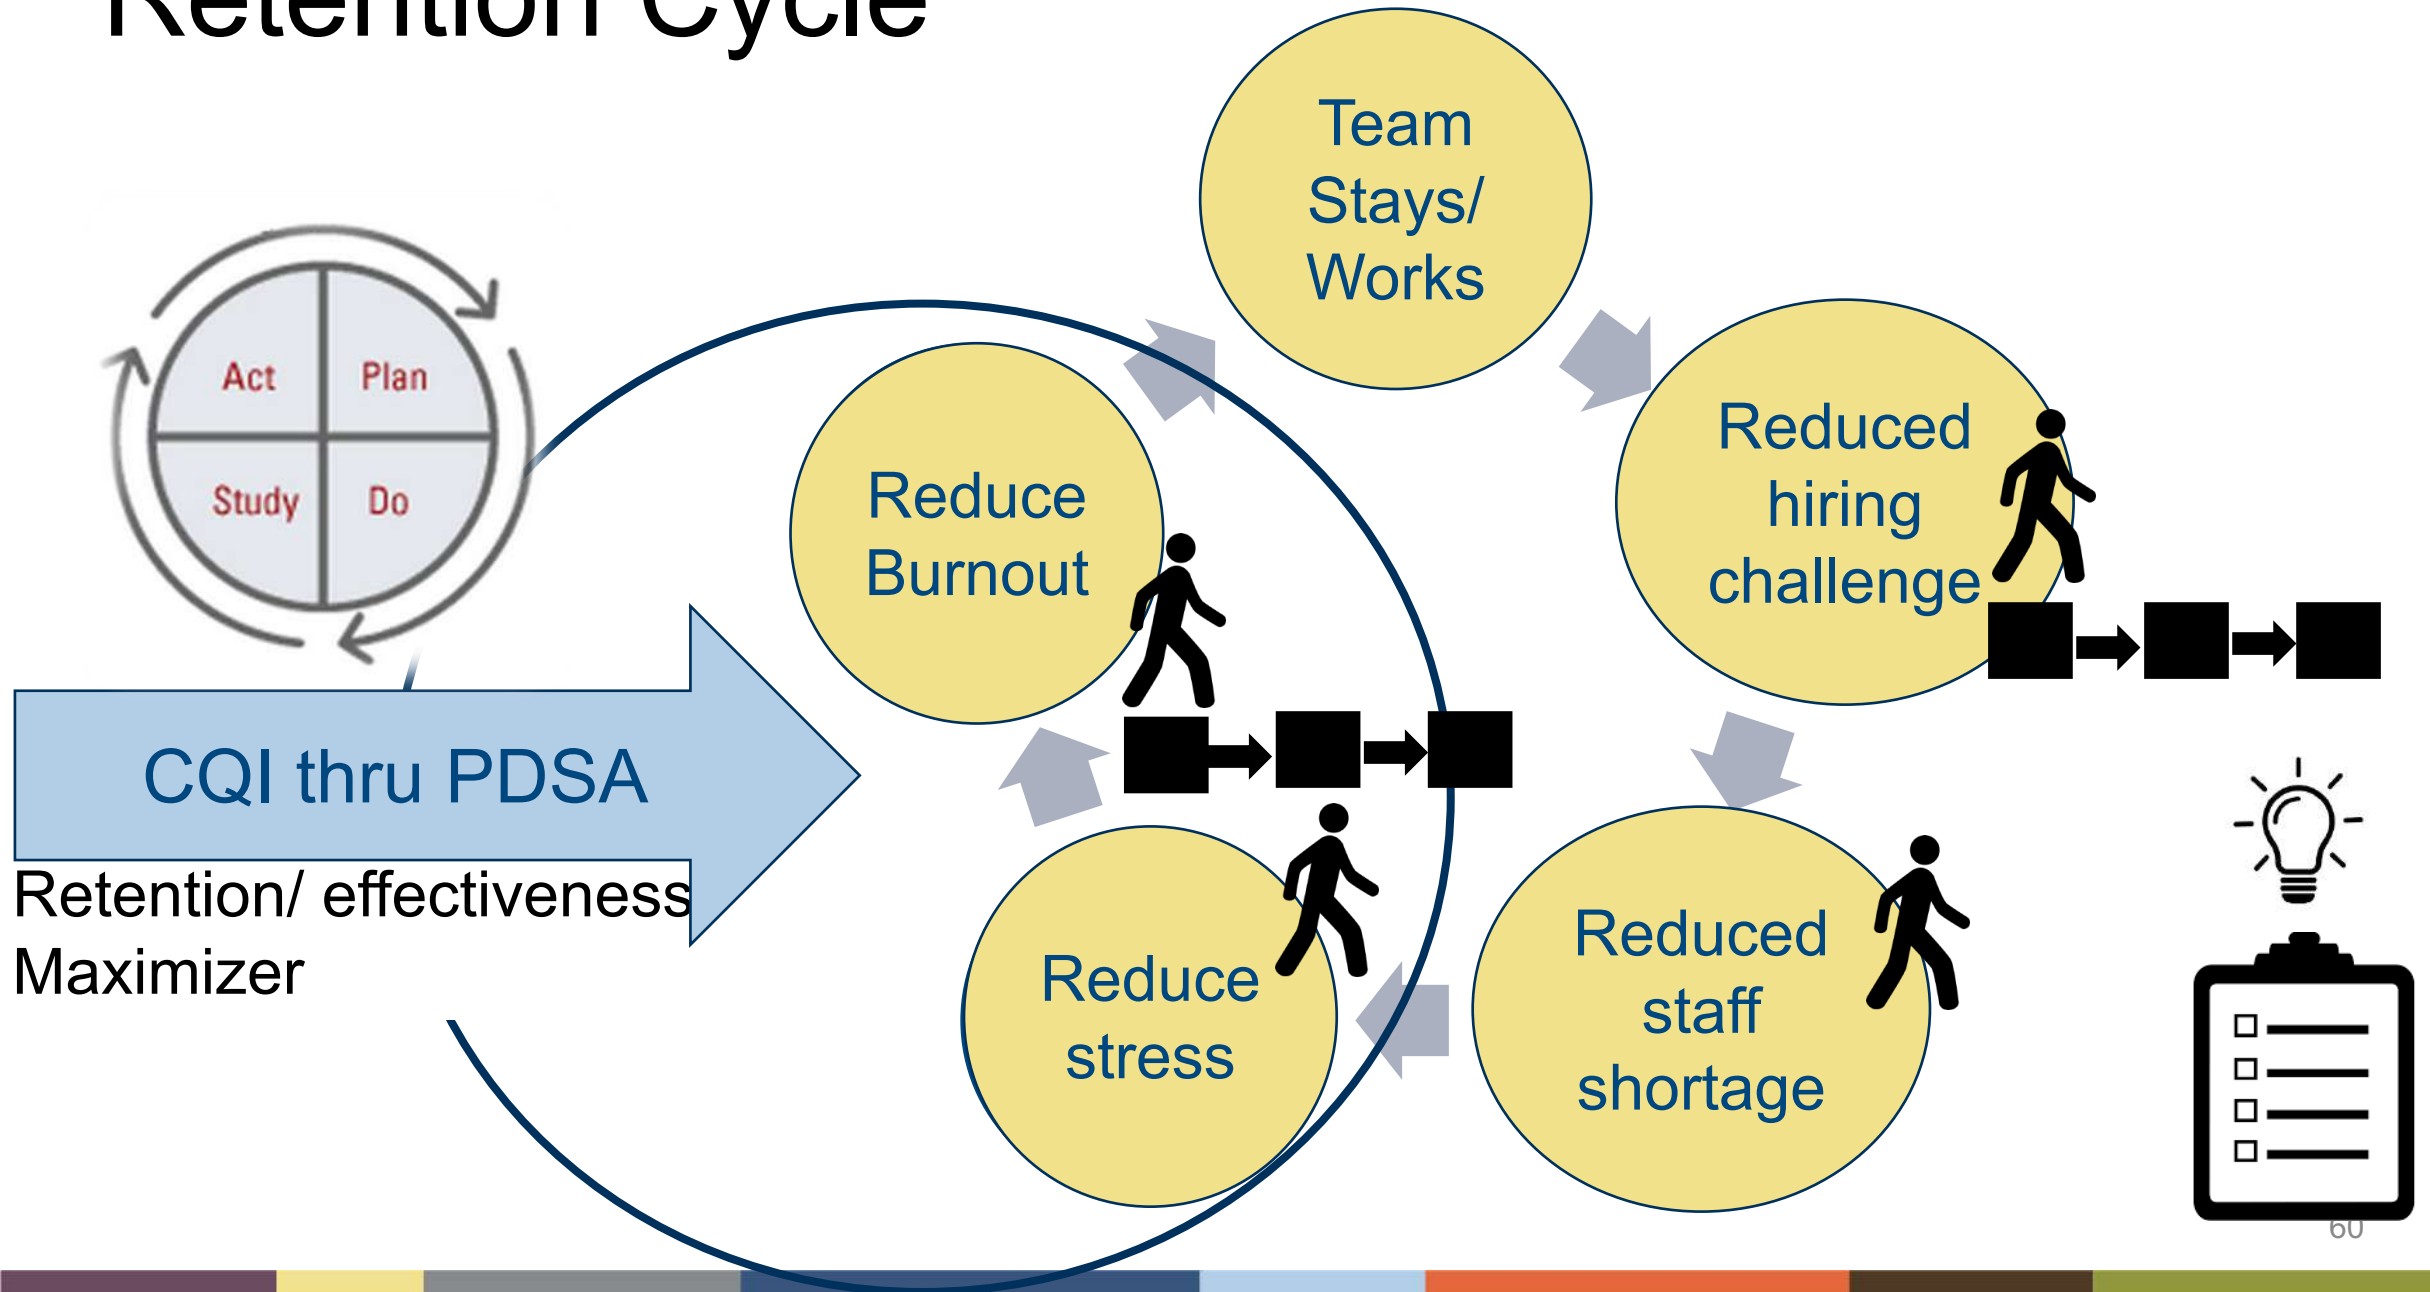 Retention Cycle
Team
Stays/
Works
Act
Plan
Study
Do
Reduce
Burnout
Reduced
hiring
challenge
CQI thru PDSA
Retention/ effectiveness
Maximizer
Reduce
stress
Reduced
staff
shortage
60